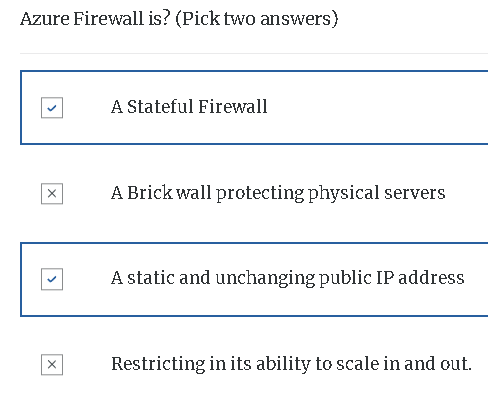 Azure Firewall is? (Pick two answers)
A Stateful Firewall
A Brick wall protecting physical servers
A static and unchanging public IP address
Restricting in its ability to scale in and out.